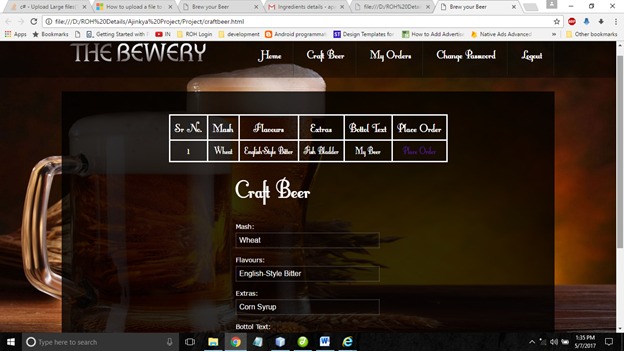 c# - Upload Large files
How to upload a file to
Brew your Beer
Ingredients details - au
file:///D:/ROH%20Detai
Brew your Beer
file:///D:/ROH%20Details/Ajinkya%20Project/Project/craftbeer.html
Apps Bookmarks Getting Started with IN ROH Login development Android programmat Design Templates for How to Add Advertise Native Ads Advanced Other bookmarks
THE BEWERY Home Craft Beer My Orders Change Password Logout
Sr No. Mash Flavours Extras Bottol Text Place Order
1 Wheat English-Style Bitter Fish Bladder My Beer Place Order
Craft Beer
Mash:
Wheat
Flavours:
English-Style Bitter
Extras:
Corn Syrup
Bottol Text:
Type here to search
1:35 PM
5/7/2017